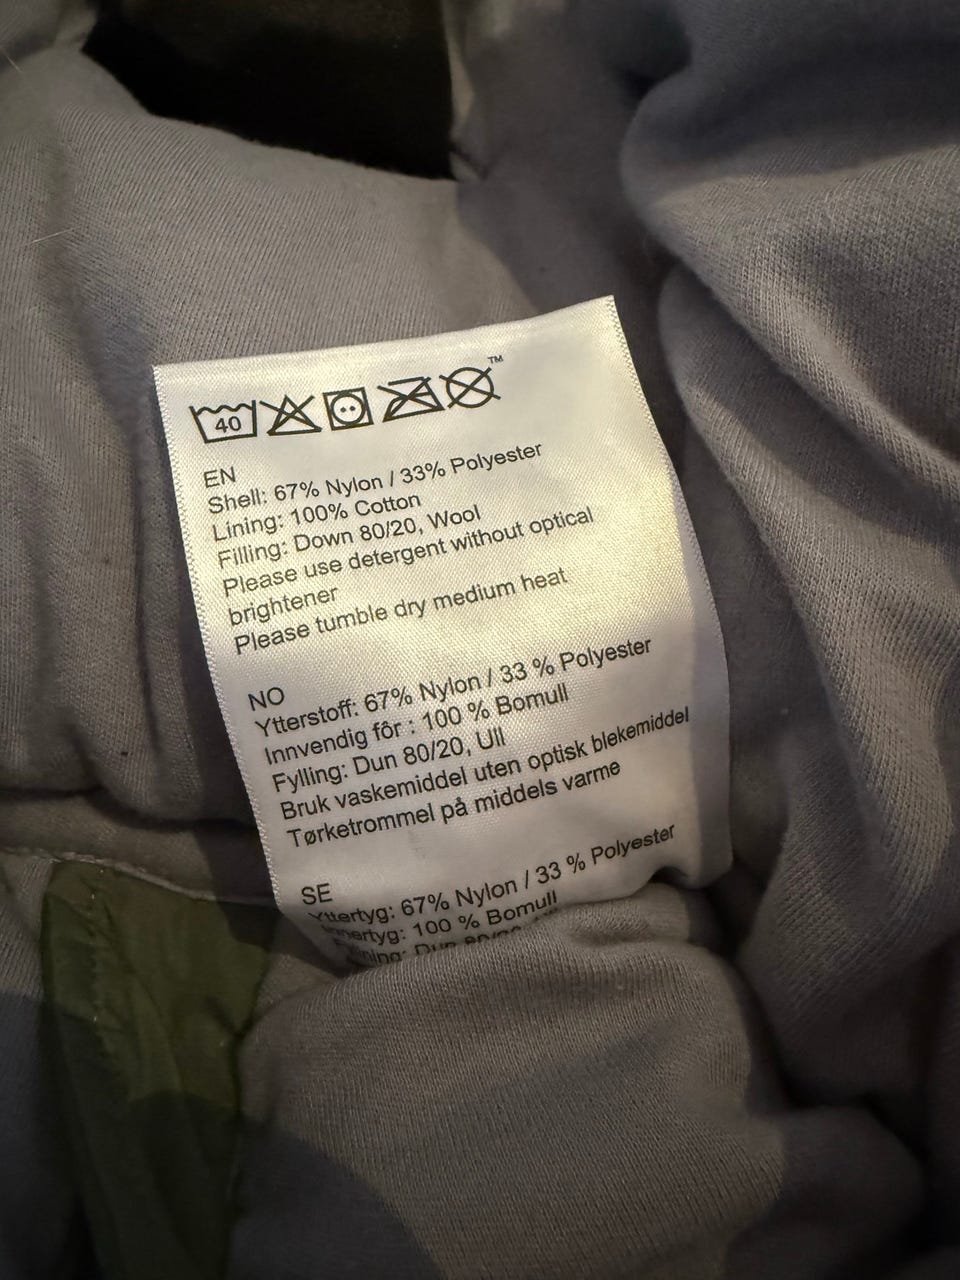 40 ™
EN
Shell: 67% Nylon / 33% Polyester
Lining: 100% Cotton
Filling: Down 80/20, Wool
Please use detergent without optical
brightener
Please tumble dry medium heat
NO
Ytterstoff: 67% Nylon / 33 % Polyester
Innvendig fôr : 100 % Bomull
Fylling: Dun 80/20, Ull
Bruk vaskemiddel uten optisk blekemiddel
Tørketrommel på middels varme
SE
Yttertyg: 67% Nylon / 33 % Polyester
100 % Bomull
Dun